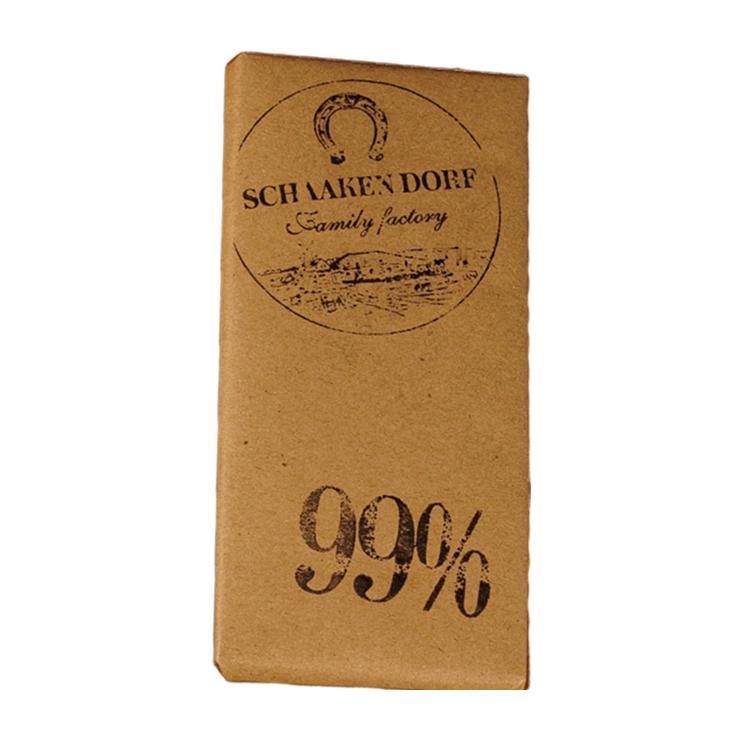 SCHAAKEN DORF
Family factory
99%